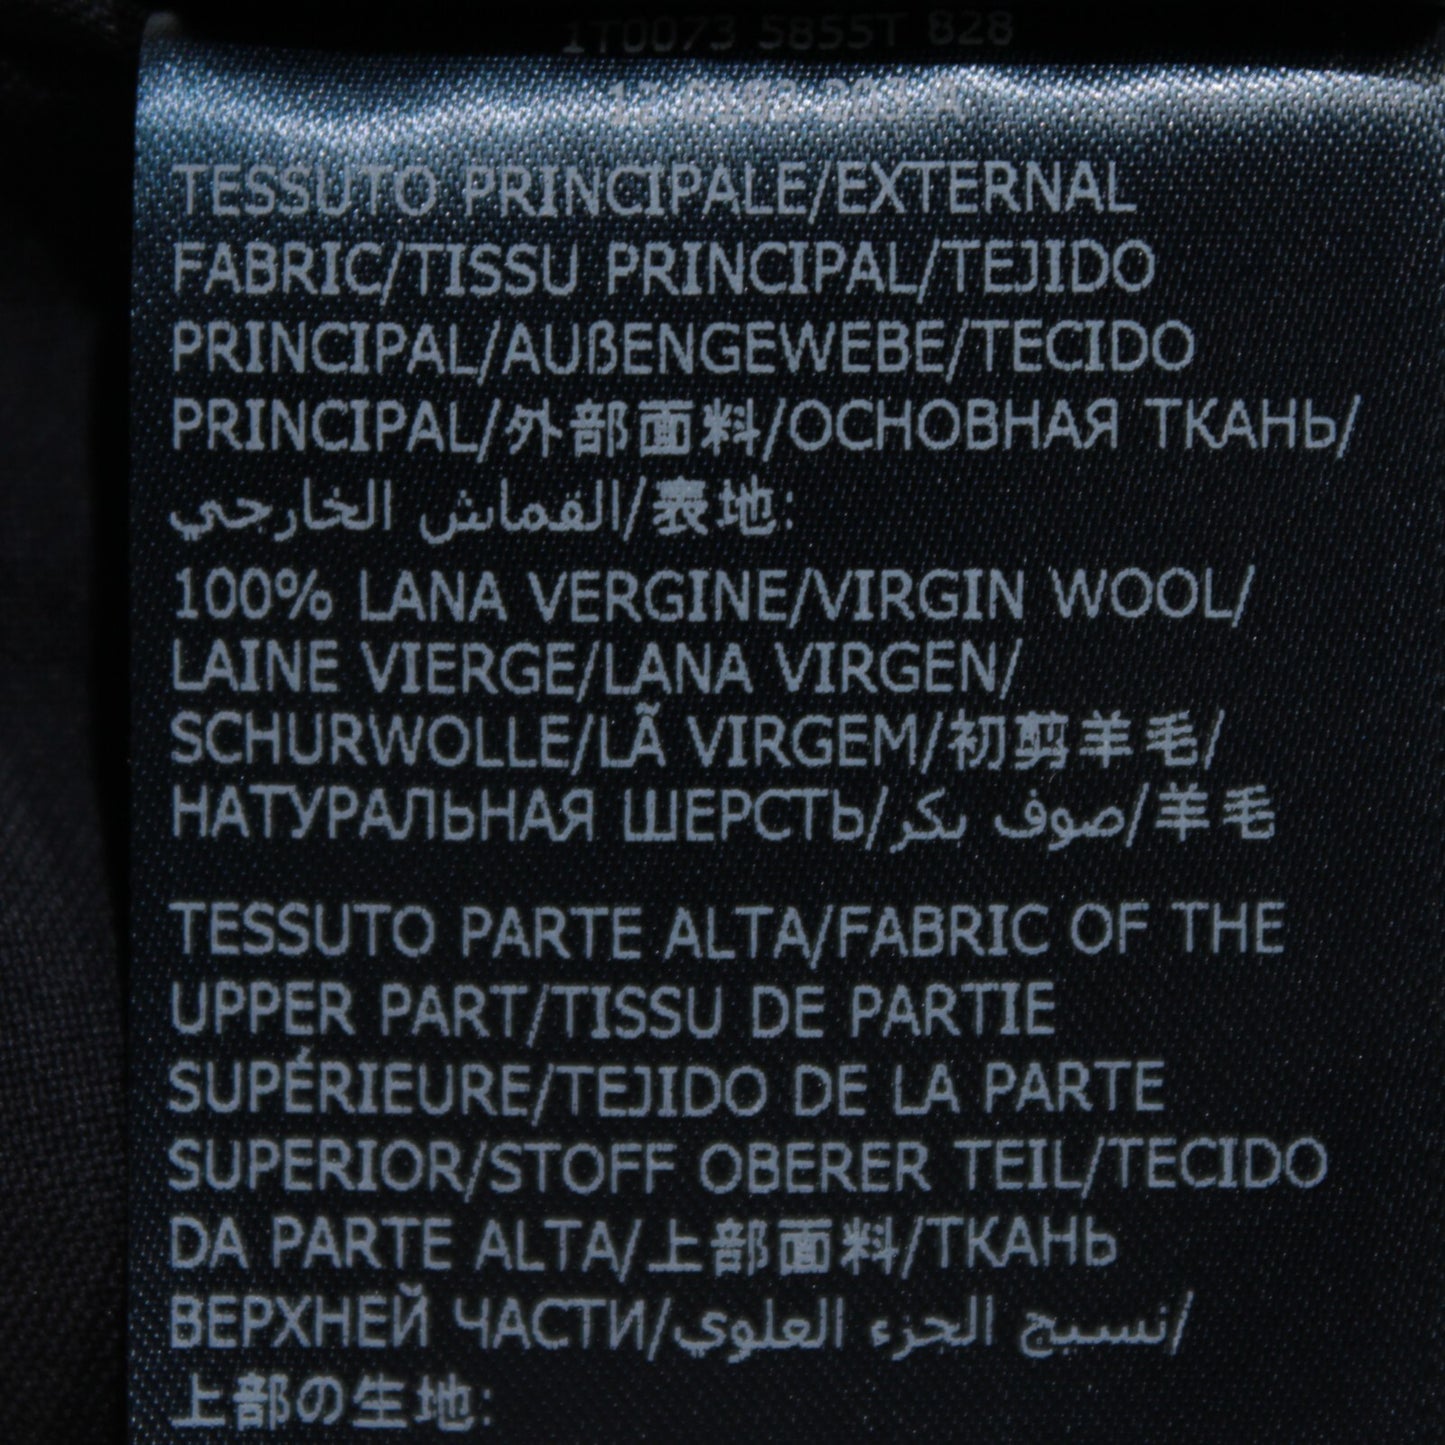 1T0073 5855T 828
TESSUTO PRINCIPALE/EXTERNAL
FABRIC/TISSU PRINCIPAL/TEJIDO
PRINCIPAL/AUßENGEWEBE/TECIDO
PRINCIPAL/外部面料/ОСНОВНАЯ ТКАНЬ/
القماش الخارجي/表地:
100% LANA VERGINE/VIRGIN WOOL/
LAINE VIERGE/LANA VIRGEN/
SCHURWOLLE/LÃ VIRGEM/初剪羊毛/
НАТУРАЛЬНАЯ ШЕРСТЬ/صوف بكر/羊毛
TESSUTO PARTE ALTA/FABRIC OF THE
UPPER PART/TISSU DE PARTIE
SUPÉRIEURE/TEJIDO DE LA PARTE
SUPERIOR/STOFF OBERER TEIL/TECIDO
DA PARTE ALTA/上部面料/ТКАНЬ
ВЕРХНЕЙ ЧАСТИ/نسيج الجزء العلوي/
上部の生地: